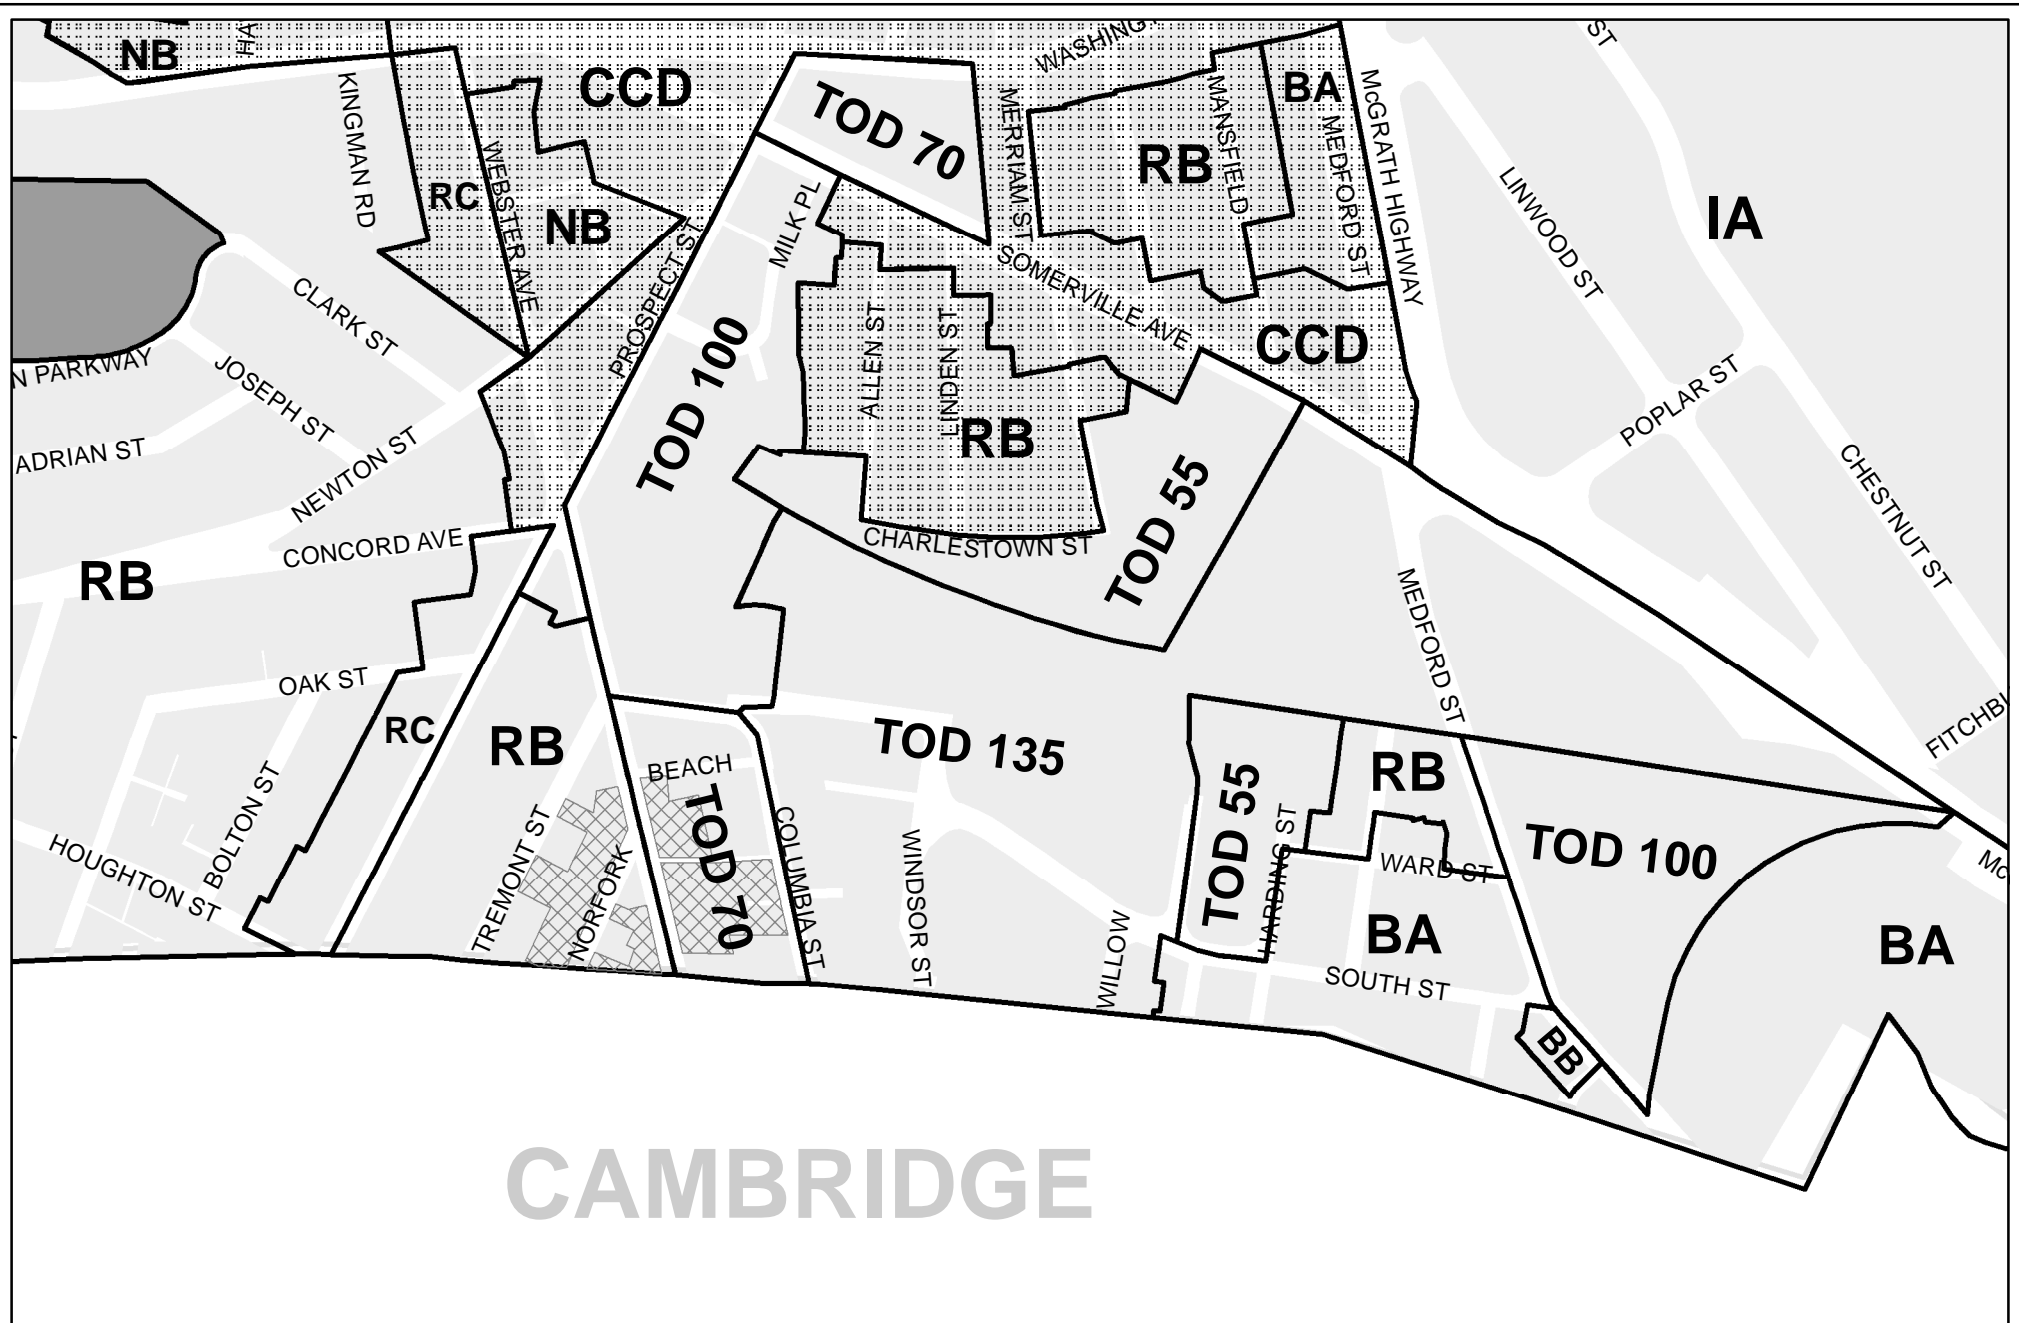 NB
HA
CCD
WASHING
ST
KINGMAN RD
TOD 70
MERRIAM ST
MANSFIELD
BA
MEDFORD ST
McGRATH HIGHWAY
RC
WEBSTER AVE
NB
RB
LINWOOD ST
IA
MILK PL
PROSPECT ST
SOMERVILLE AVE
CLARK ST
ALLEN ST
LINDEN ST
CCD
N PARKWAY
JOSEPH ST
TOD 100
RB
POPLAR ST
ADRIAN ST
NEWTON ST
CHESTNUT ST
TOD 55
CONCORD AVE
CHARLESTOWN ST
RB
MEDFORD ST
OAK ST
RC
RB
TOD 135
FITCHBU
BEACH
TOD 70
TOD 55
RB
BOLTON ST
HOUGHTON ST
TREMONT ST
NORFORK
COLUMBIA ST
WINDSOR ST
HARDING ST
WARD ST
TOD 100
Mc
WILLOW
BA
BA
SOUTH ST
BB
CAMBRIDGE